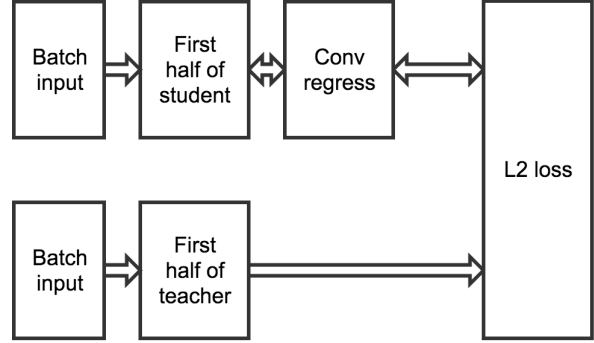 Batch
input
First
half of
student
Conv
regress
L2 loss
Batch
input
First
half of
teacher